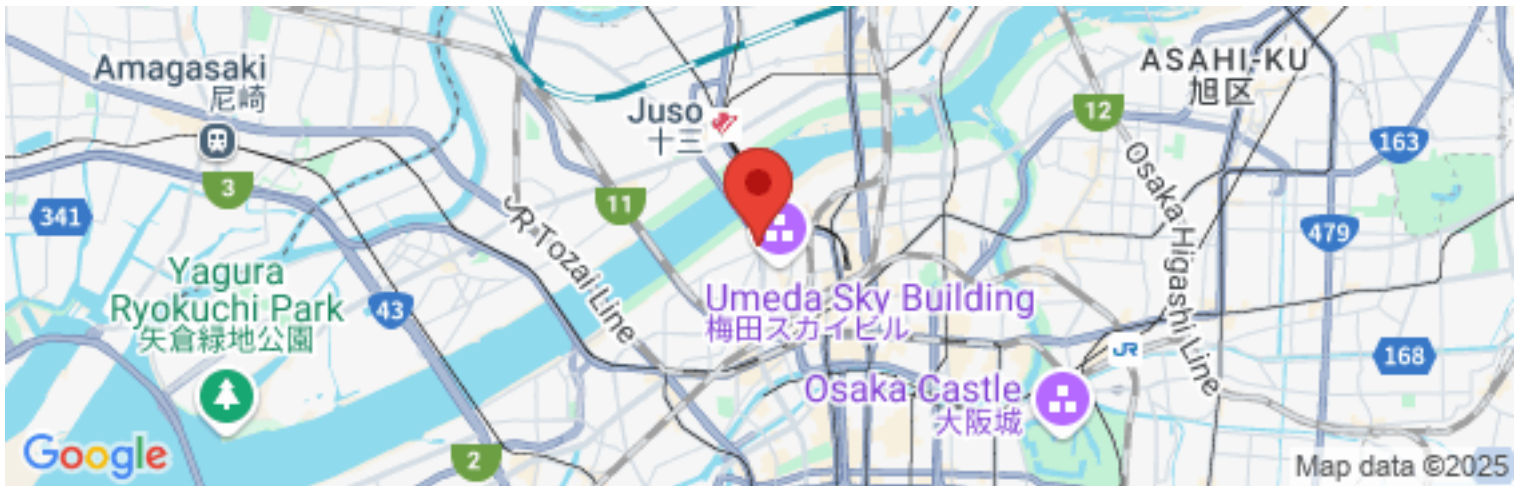 Amagasaki
尼崎
Juso
十三
ASAHI-KU
旭区
12
163
3
11
341
479
JR Tozai Line
Osaka Higashi Line
Yagura
Ryokuchi Park
矢倉緑地公園
43
Umeda Sky Building
梅田スカイビル
JR
168
Osaka Castle
大阪城
2
Google
Map data ©2025